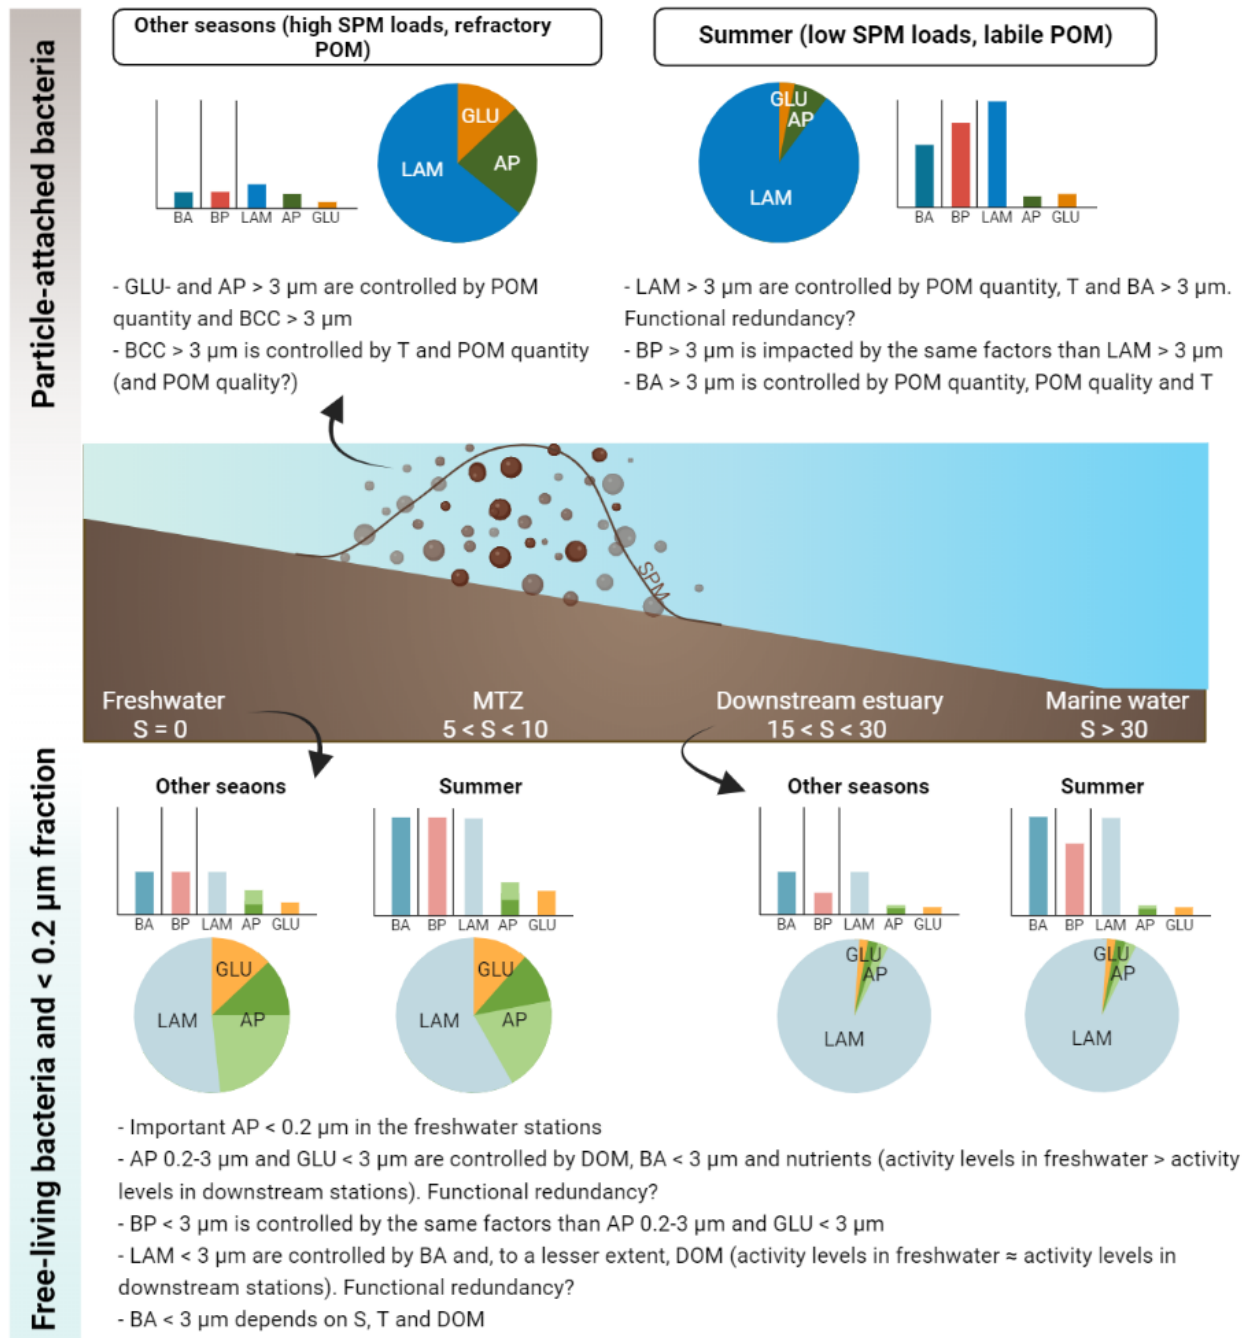 Particle-attached bacteria
Other seasons (high SPM loads, refractory
POM)
Summer (low SPM loads, labile POM)
BA BP LAM AP GLU
GLU
AP
LAM
GLU
AP
LAM
BA BP LAM AP GLU
- GLU- and AP > 3 µm are controlled by POM
quantity and BCC > 3 µm
- BCC > 3 µm is controlled by T and POM quantity
(and POM quality?)
- LAM > 3 µm are controlled by POM quantity, T and BA > 3 µm.
Functional redundancy?
- BP > 3 µm is impacted by the same factors than LAM > 3 µm
- BA > 3 µm is controlled by POM quantity, POM quality and T
SPM
Freshwater
S = 0
MTZ
5 < S < 10
Downstream estuary
15 < S < 30
Marine water
S > 30
Free-living bacteria and < 0.2 µm fraction
Other seaons
BA BP LAM AP GLU
GLU
LAM
AP
Summer
BA BP LAM AP GLU
GLU
LAM
AP
Other seasons
BA BP LAM AP GLU
GLU
AP
LAM
Summer
BA BP LAM AP GLU
GLU
AP
LAM
- Important AP < 0.2 µm in the freshwater stations
- AP 0.2-3 µm and GLU < 3 µm are controlled by DOM, BA < 3 µm and nutrients (activity levels in freshwater > activity
levels in downstream stations). Functional redundancy?
- BP < 3 µm is controlled by the same factors than AP 0.2-3 µm and GLU < 3 µm
- LAM < 3 µm are controlled by BA and, to a lesser extent, DOM (activity levels in freshwater ≈ activity levels in
downstream stations). Functional redundancy?
- BA < 3 µm depends on S, T and DOM